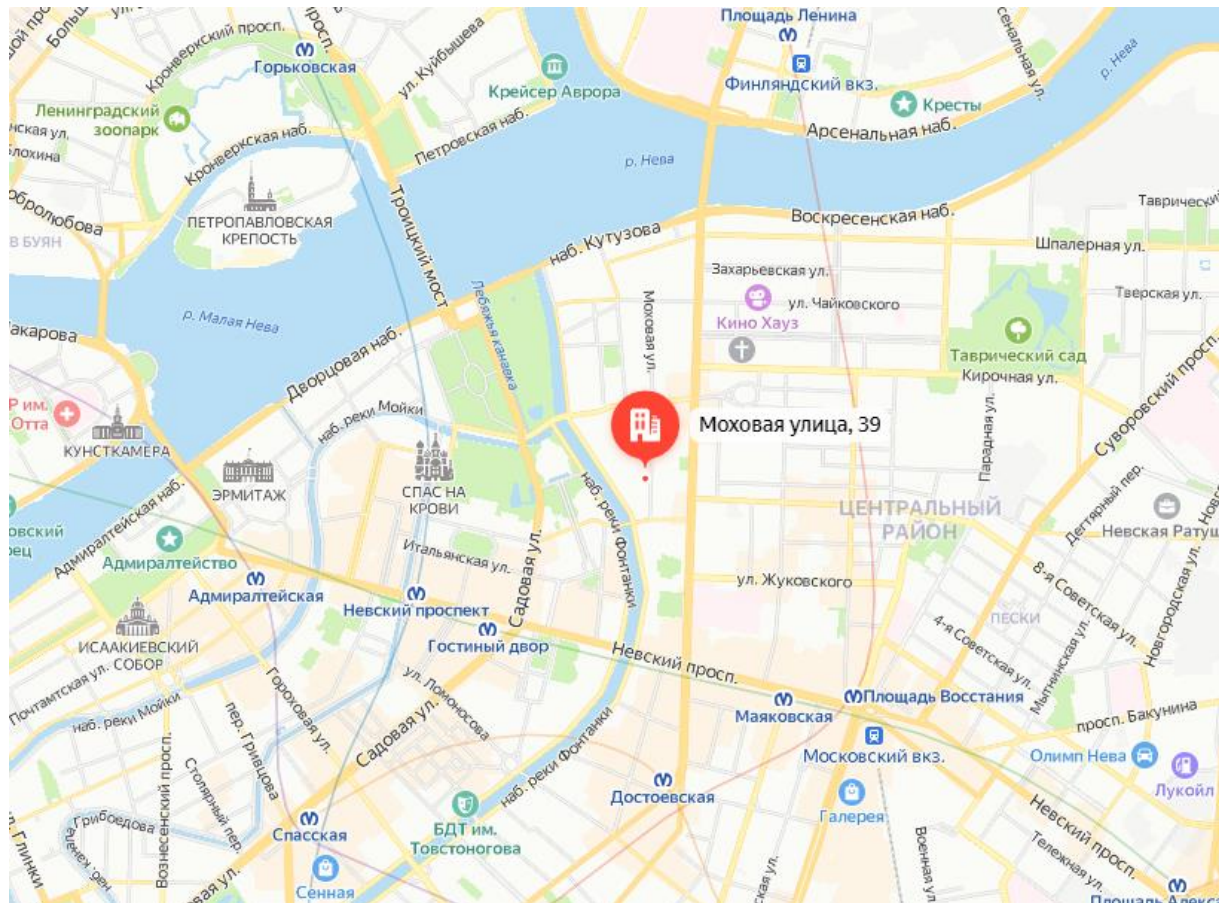 Площадь Ленина
Кронверкский просп.
Горьковская
ул. Куйбышева
Крейсер Аврора
Финляндский вкз.
Кресты
р. Нева
Ленинградский
зоопарк
Петровская наб.
Арсенальная наб.
Кронверкская наб.
р. Нева
ПЕТРОПАВЛОВСКАЯ
КРЕПОСТЬ
Троицкий мост
Воскресенская наб.
наб. Кутузова
Шпалерная ул.
Захарьевская ул.
Лебяжья канавка
Моховая ул.
ул. Чайковского
Тверская ул.
р. Малая Нева
Кино Хауз
Дворцовая наб.
Таврический сад
Кирочная ул.
Суворовский просп.
наб. реки Мойки
Моховая улица, 39
Парадная ул.
КУНСТКАМЕРА
ЭРМИТАЖ
СПАС НА
КРОВИ
наб. реки Фонтанки
ЦЕНТРАЛЬНЫЙ
РАЙОН
Дегтярный пер.
Адмиралтейская наб.
Адмиралтейство
Итальянская ул.
Садовая ул.
ул. Жуковского
8-я Советская ул.
Новгородская ул.
Адмиралтейская
Невский проспект
Гостиный двор
ПЕСКИ
4-я Советская ул.
Мытнинская ул.
ИСААКИЕВСКИЙ
СОБОР
Невский просп.
Почтамтская ул.
Гороховая ул.
ул. Ломоносова
Маяковская
Площадь Восстания
наб. реки Мойки
пер. Гривцова
Садовая ул.
просп. Бакунина
Московский вкз.
Олимп Нева
Лукойл
Вознесенский просп.
Столярный пер.
наб. реки Фонтанки
Достоевская
Галерея
Невский просп.
Спасская
БДТ им.
Товстоногова
Сенная
Тележная ул.